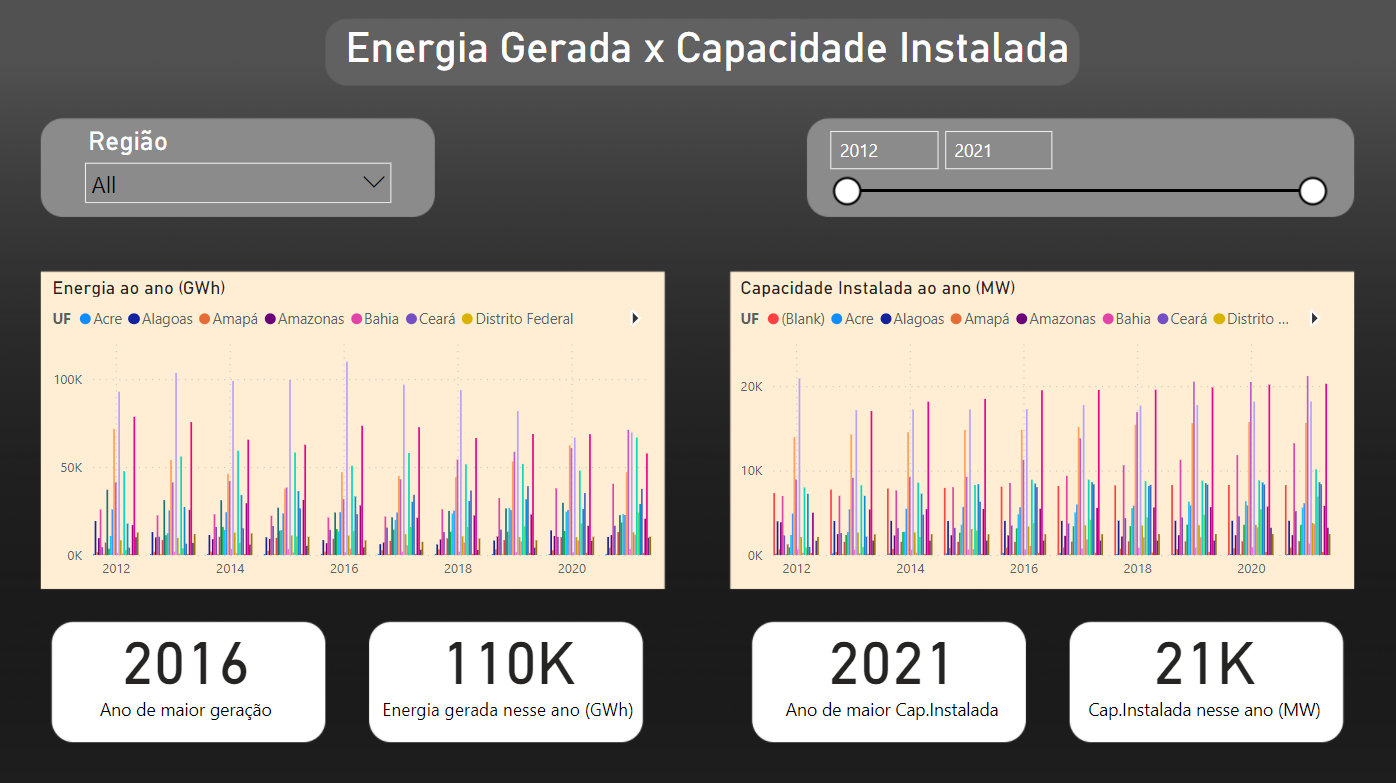 Energia Gerada x Capacidade Instalada
Região
All
2012 2021
Energia ao ano (GWh)
UF Acre Alagoas Amapá Amazonas Bahia Ceará Distrito Federal
100K
50K
0K
2012 2014 2016 2018 2020
Capacidade Instalada ao ano (MW)
UF (Blank) Acre Alagoas Amapá Amazonas Bahia Ceará Distrito ...
20K
10K
0K
2012 2014 2016 2018 2020
2016
Ano de maior geração
110K
Energia gerada nesse ano (GWh)
2021
Ano de maior Cap.Instalada
21K
Cap.Instalada nesse ano (MW)